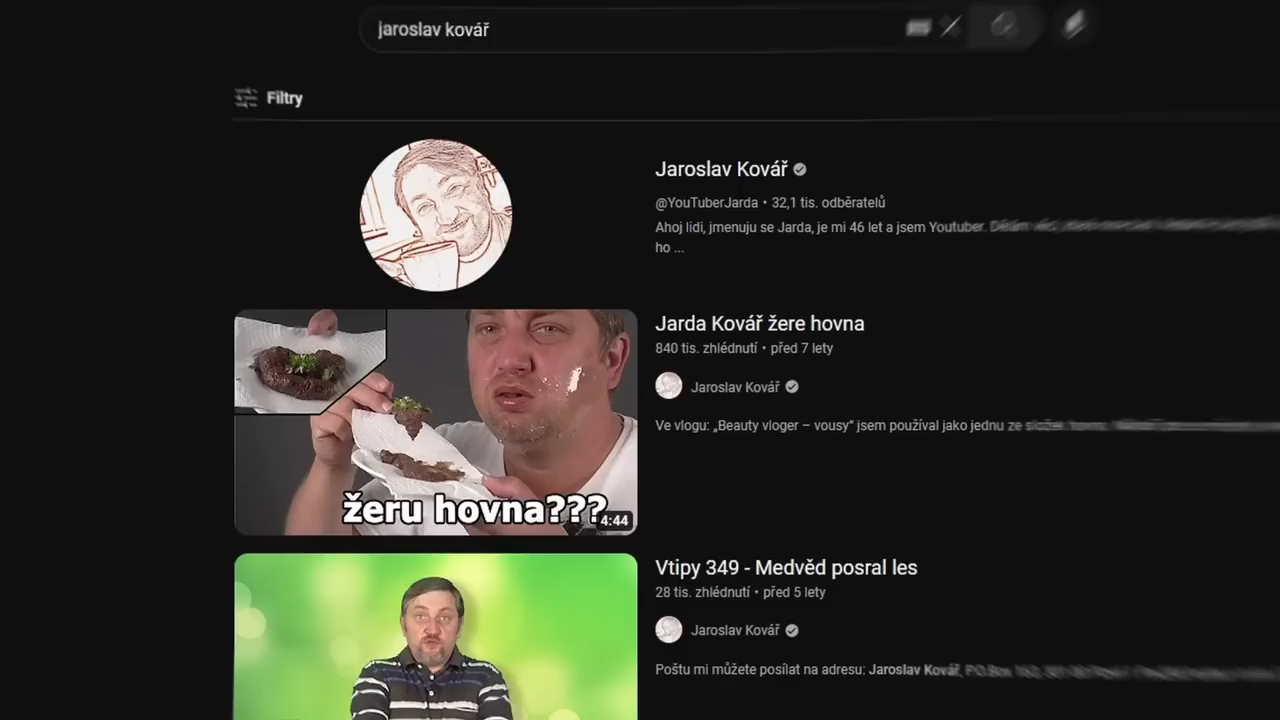 jaroslav kovář
Filtry
Jaroslav Kovář
@YouTuberJarda • 32,1 tis. odběratelů
Ahoj lidi, jmenuju se Jarda, je mi 46 let a jsem Youtuber.
ho ...
Jarda Kovář žere hovna
840 tis. zhlédnutí • před 7 lety
Jaroslav Kovář
Ve vlogu: „Beauty vloger – vousy“ jsem používal jako jednu ze
žeru hovna???
4:44
Vtipy 349 - Medvěd posral les
28 tis. zhlédnutí • před 5 lety
Jaroslav Kovář
Poštu mi můžete posílat na adresu: Jaroslav Kovář,